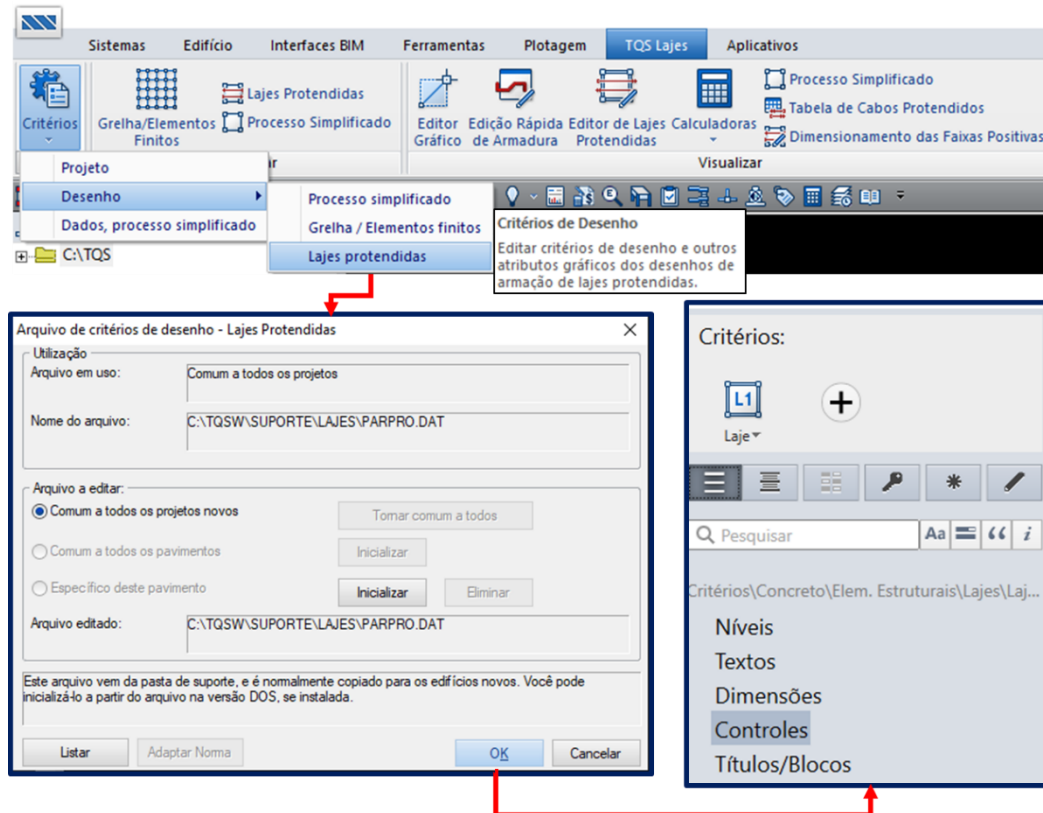 Sistemas Edifício Interfaces BIM Ferramentas Plotagem TQS Lajes Aplicativos
Critérios
Grelha/Elementos Finitos
Lajes Protendidas
Processo Simplificado
Editor Gráfico
Edição Rápida de Armadura
Editor de Lajes Protendidas
Calculadoras
Processo Simplificado
Tabela de Cabos Protendidos
Dimensionamento das Faixas Positivas
Visualizar
Projeto
Desenho
Dados, processo simplificado
Processo simplificado
Grelha / Elementos finitos
Lajes protendidas
Critérios de Desenho
Editar critérios de desenho e outros
atributos gráficos dos desenhos de
armação de lajes protendidas.
C:\TQS
Arquivo de critérios de desenho - Lajes Protendidas
Utilização
Arquivo em uso: Comum a todos os projetos
Nome do arquivo: C:\TQSW\SUPORTE\LAJES\PARPRO.DAT
Arquivo a editar:
Comum a todos os projetos novos Tornar comum a todos
Comum a todos os pavimentos Inicializar
Específico deste pavimento Inicializar Eliminar
Arquivo editado: C:\TQSW\SUPORTE\LAJES\PARPRO.DAT
Este arquivo vem da pasta de suporte, e é normalmente copiado para os edifícios novos. Você pode
inicializá-lo a partir do arquivo na versão DOS, se instalada.
Listar Adaptar Norma OK Cancelar
Critérios:
L1
Laje
Pesquisar Aa
Critérios\Concreto\Elem. Estruturais\Lajes\Laj...
Níveis
Textos
Dimensões
Controles
Títulos/Blocos